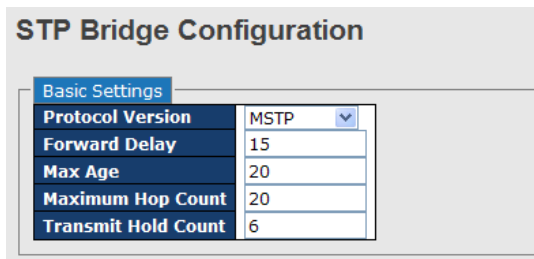 STP Bridge Configuration
Basic Settings
Protocol Version MSTP
Forward Delay 15
Max Age 20
Maximum Hop Count 20
Transmit Hold Count 6